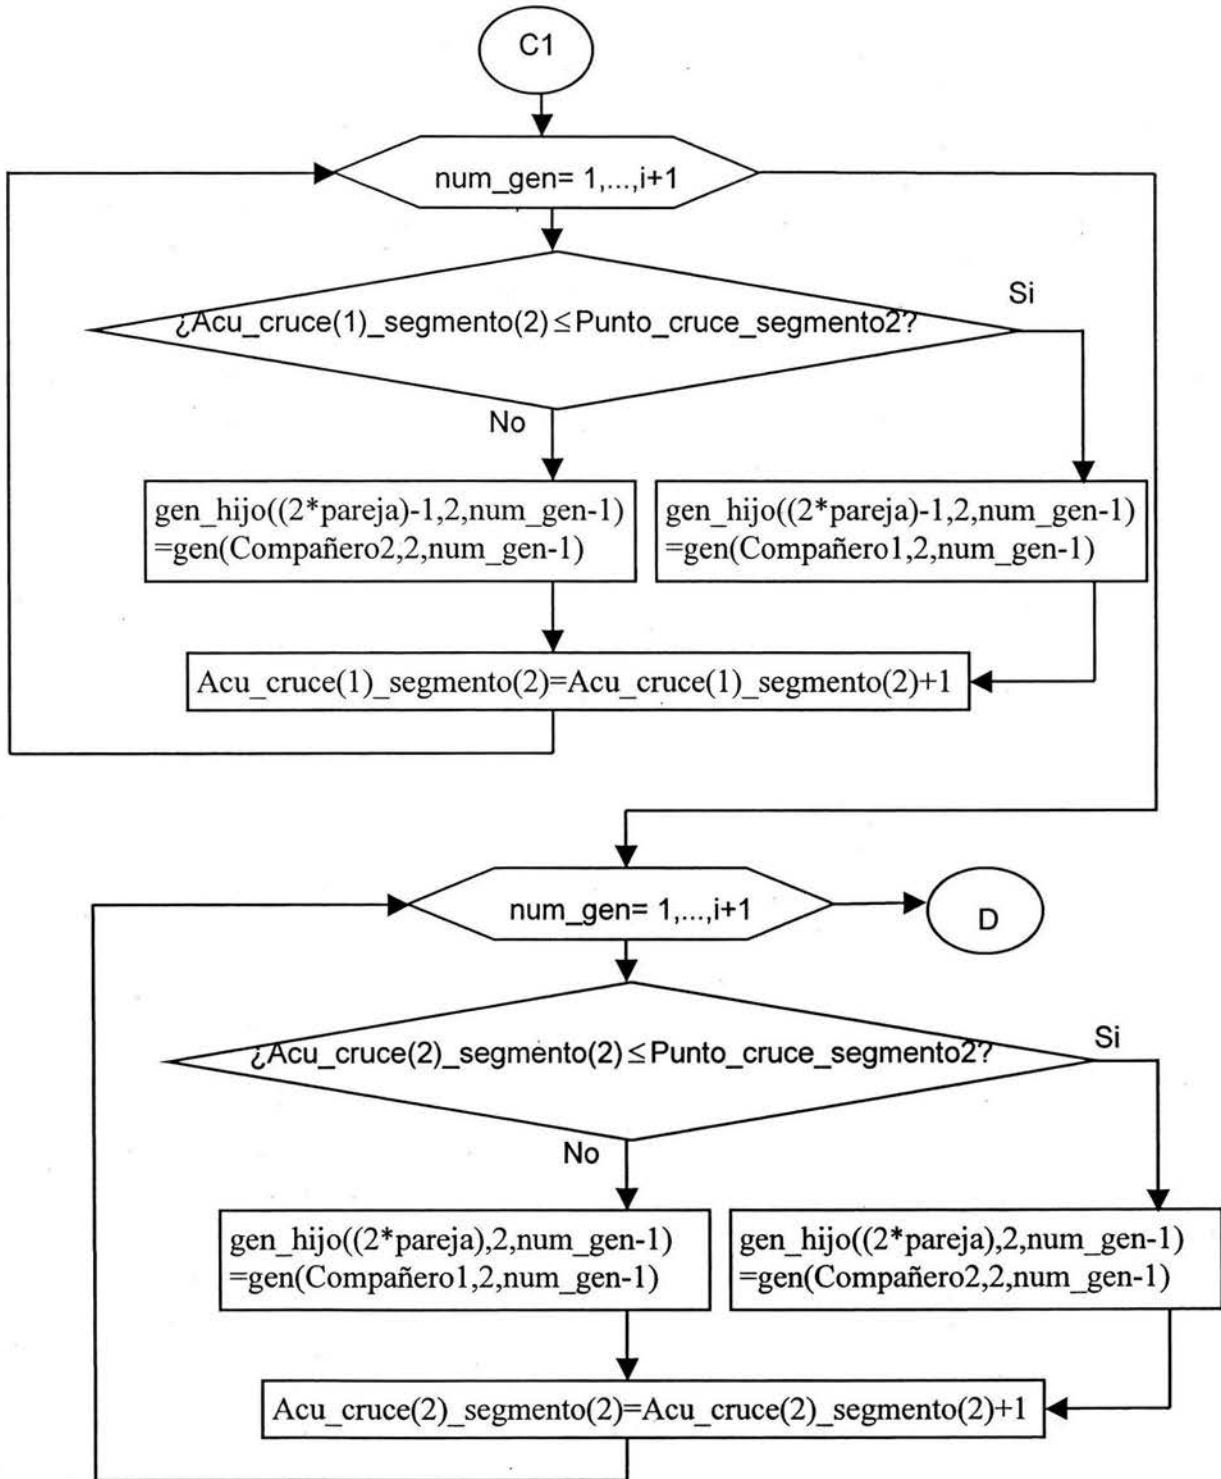 C1
num_gen= 1,...,i+1
¿Acu_cruce(1)_segmento(2)≤Punto_cruce_segmento2?
Si
No
gen_hijo((2*pareja)-1,2,num_gen-1)
=gen(Compañero2,2,num_gen-1)
gen_hijo((2*pareja)-1,2,num_gen-1)
=gen(Compañero1,2,num_gen-1)
Acu_cruce(1)_segmento(2)=Acu_cruce(1)_segmento(2)+1
num_gen= 1,...,i+1
D
¿Acu_cruce(2)_segmento(2)≤Punto_cruce_segmento2?
Si
No
gen_hijo((2*pareja),2,num_gen-1)
=gen(Compañero1,2,num_gen-1)
gen_hijo((2*pareja),2,num_gen-1)
=gen(Compañero2,2,num_gen-1)
Acu_cruce(2)_segmento(2)=Acu_cruce(2)_segmento(2)+1